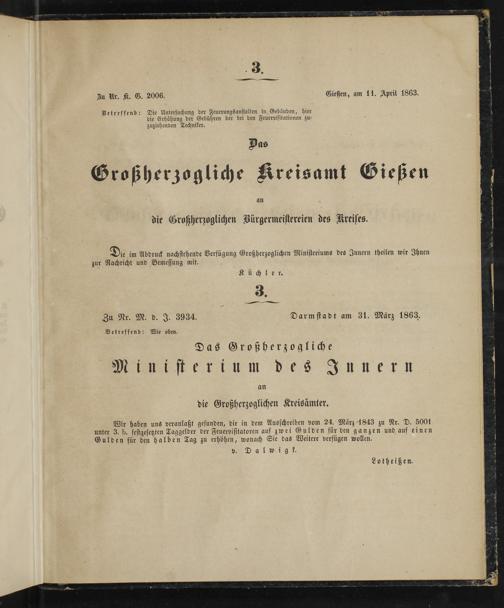 3.
Zu Nr. K. G. 2006. Gießen, am 11. April 1863.
Betreffend: Die Untersuchung der Feuerungsanstalten in Gebäuden, hier
die Erhöhung der Gebühren der bei den Feuervisitationen zu-
zuziehenden Techniker.
Das
Großherzogliche Kreisamt Gießen
an
die Großherzoglichen Bürgermeistereien des Kreises.
Die im Abdruck nachstehende Verfügung Großherzoglichen Ministeriums des Innern theilen wir Ihnen
zur Nachricht und Bemessung mit.
Küchler.
3.
Zu Nr. M. d. J. 3934. Darmstadt am 31. März 1863.
Betreffend: Wie oben.
Das Großherzogliche
Ministerium des Innern
an
die Großherzoglichen Kreisämter.
Wir haben uns veranlaßt gefunden, die in dem Ausschreiben vom 24. März 1843 zu Nr. D. 5001
unter 3. b. festgesetzten Taggelder der Feuervisitatoren auf zwei Gulden für den ganzen und auf einen
Gulden für den halben Tag zu erhöhen, wonach Sie das Weitere verfügen wollen.
v. Dalwigk.
Lotheißen.